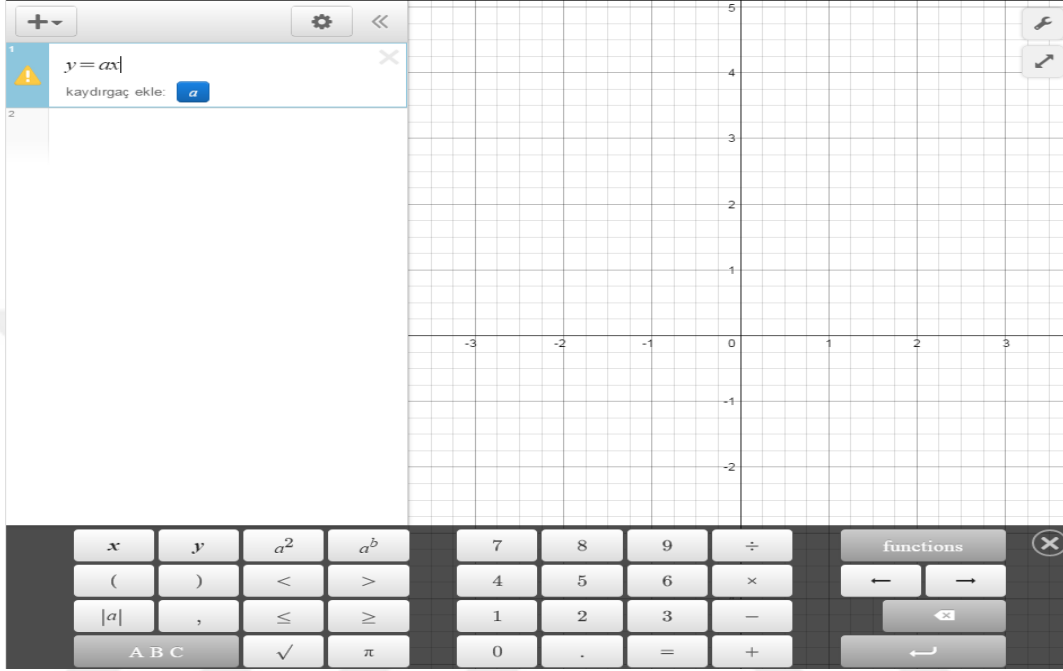 1
y = ax
kaydırgaç ekle: a
2
5
4
3
2
1
-3 -2 -1 0 1 2 3
-1
-2
x y a² aᵇ 7 8 9 ÷ functions
( ) < > 4 5 6 × ← →
|a| , ≤ ≥ 1 2 3 −
A B C √ π 0 . = +